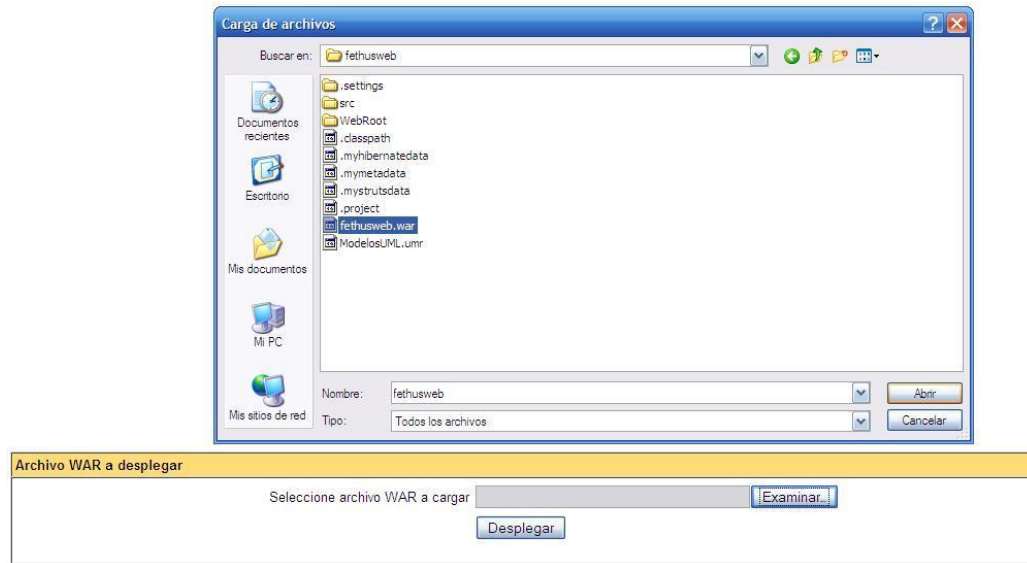 Carga de archivos
Buscar en: fethusweb
Documentos recientes
Escritorio
Mis documentos
Mi PC
Mis sitios de red
.settings
src
WebRoot
.classpath
.myhibernatedata
.mymetadata
.mystrutsdata
.project
fethusweb.war
ModelosUML.umr
Nombre: fethusweb Abrir
Tipo: Todos los archivos Cancelar
Archivo WAR a desplegar
Seleccione archivo WAR a cargar Examinar...
Desplegar